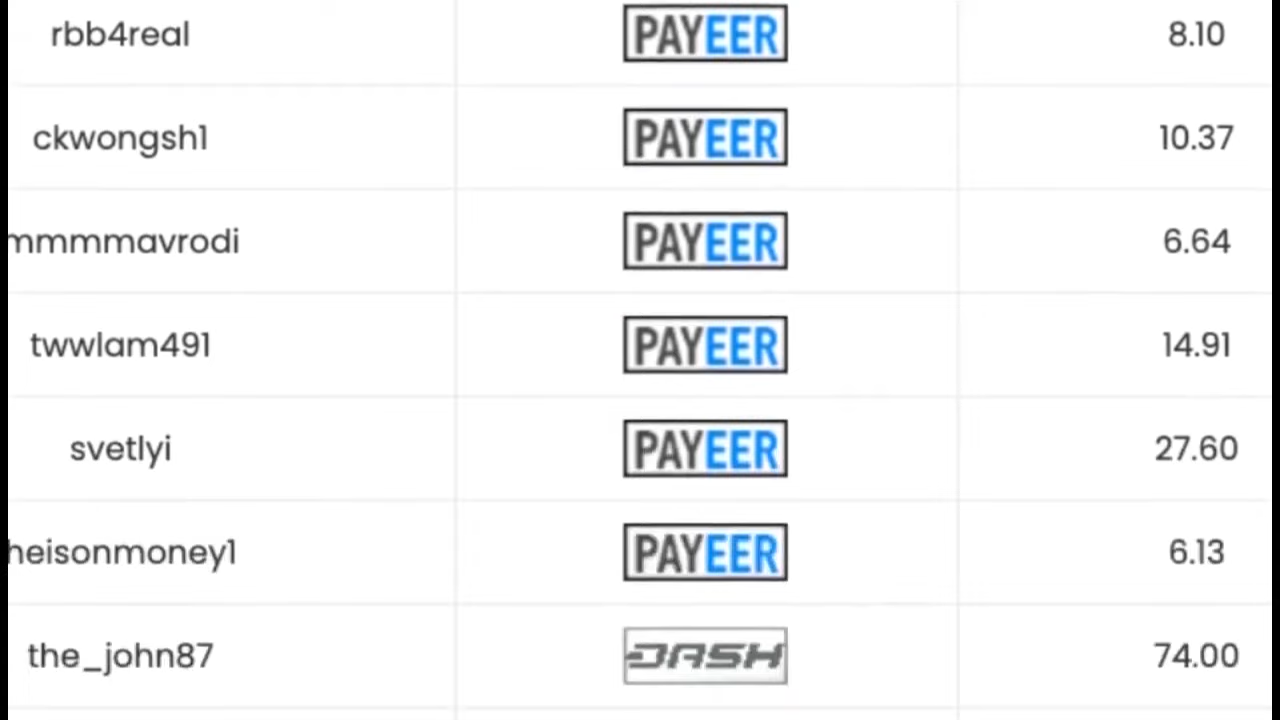 rbb4real PAYEER 8.10
ckwongsh1 PAYEER 10.37
mmmmavrodi PAYEER 6.64
twwlam491 PAYEER 14.91
svetlyi PAYEER 27.60
heisonmoney1 PAYEER 6.13
the_john87 DASH 74.00